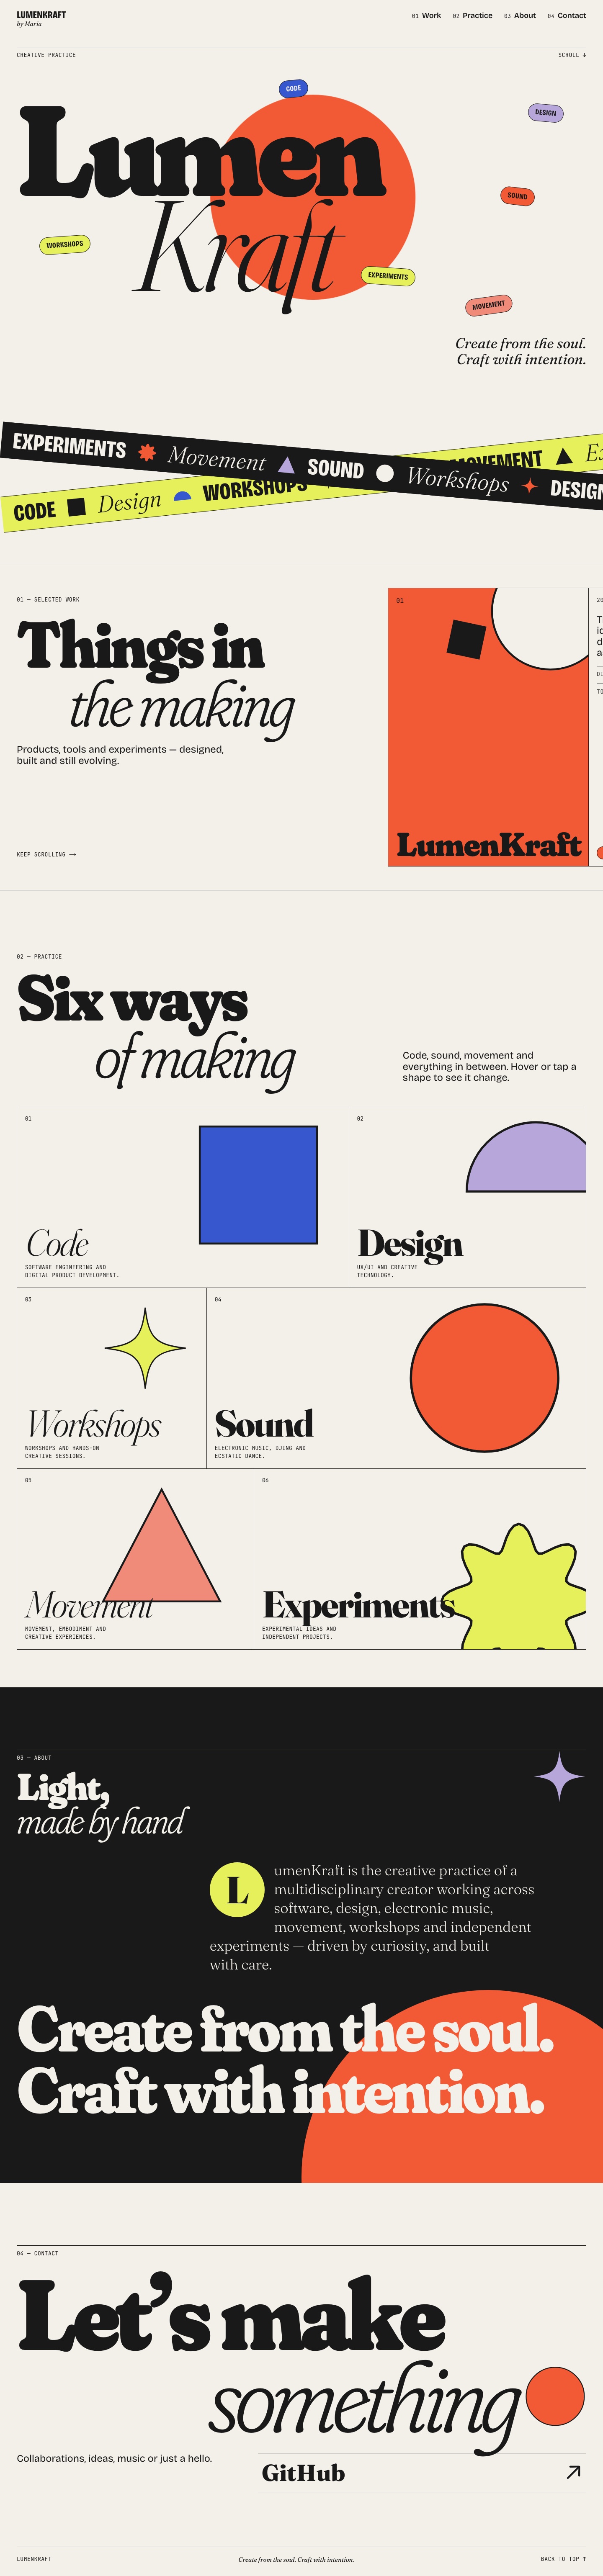 LUMENKRAFT
by Maria
01 Work 02 Practice 03 About 04 Contact
CREATIVE PRACTICE
SCROLL ↓
CODE
DESIGN
Lumen
SOUND
Kraft
WORKSHOPS
EXPERIMENTS
MOVEMENT
Create from the soul.
Craft with intention.
EXPERIMENTS Movement SOUND Workshops DESIGN
CODE Design WORKSHOPS MOVEMENT
01 — SELECTED WORK
Things in
the making
Products, tools and experiments — designed,
built and still evolving.
KEEP SCROLLING →
01
LumenKraft
02 — PRACTICE
Six ways
of making
Code, sound, movement and
everything in between. Hover or tap a
shape to see it change.
01
Code
SOFTWARE ENGINEERING AND
DIGITAL PRODUCT DEVELOPMENT.
02
Design
UX/UI AND CREATIVE
TECHNOLOGY.
03
Workshops
WORKSHOPS AND HANDS-ON
CREATIVE SESSIONS.
04
Sound
ELECTRONIC MUSIC, DJING AND
ECSTATIC DANCE.
05
Movement
MOVEMENT, EMBODIMENT AND
CREATIVE EXPERIENCES.
06
Experiments
EXPERIMENTAL IDEAS AND
INDEPENDENT PROJECTS.
03 — ABOUT
Light,
made by hand
LumenKraft is the creative practice of a
multidisciplinary creator working across
software, design, electronic music,
movement, workshops and independent
experiments — driven by curiosity, and built
with care.
Create from the soul.
Craft with intention.
04 — CONTACT
Let's make
something
Collaborations, ideas, music or just a hello.
GitHub
LUMENKRAFT
Create from the soul. Craft with intention.
BACK TO TOP ↑